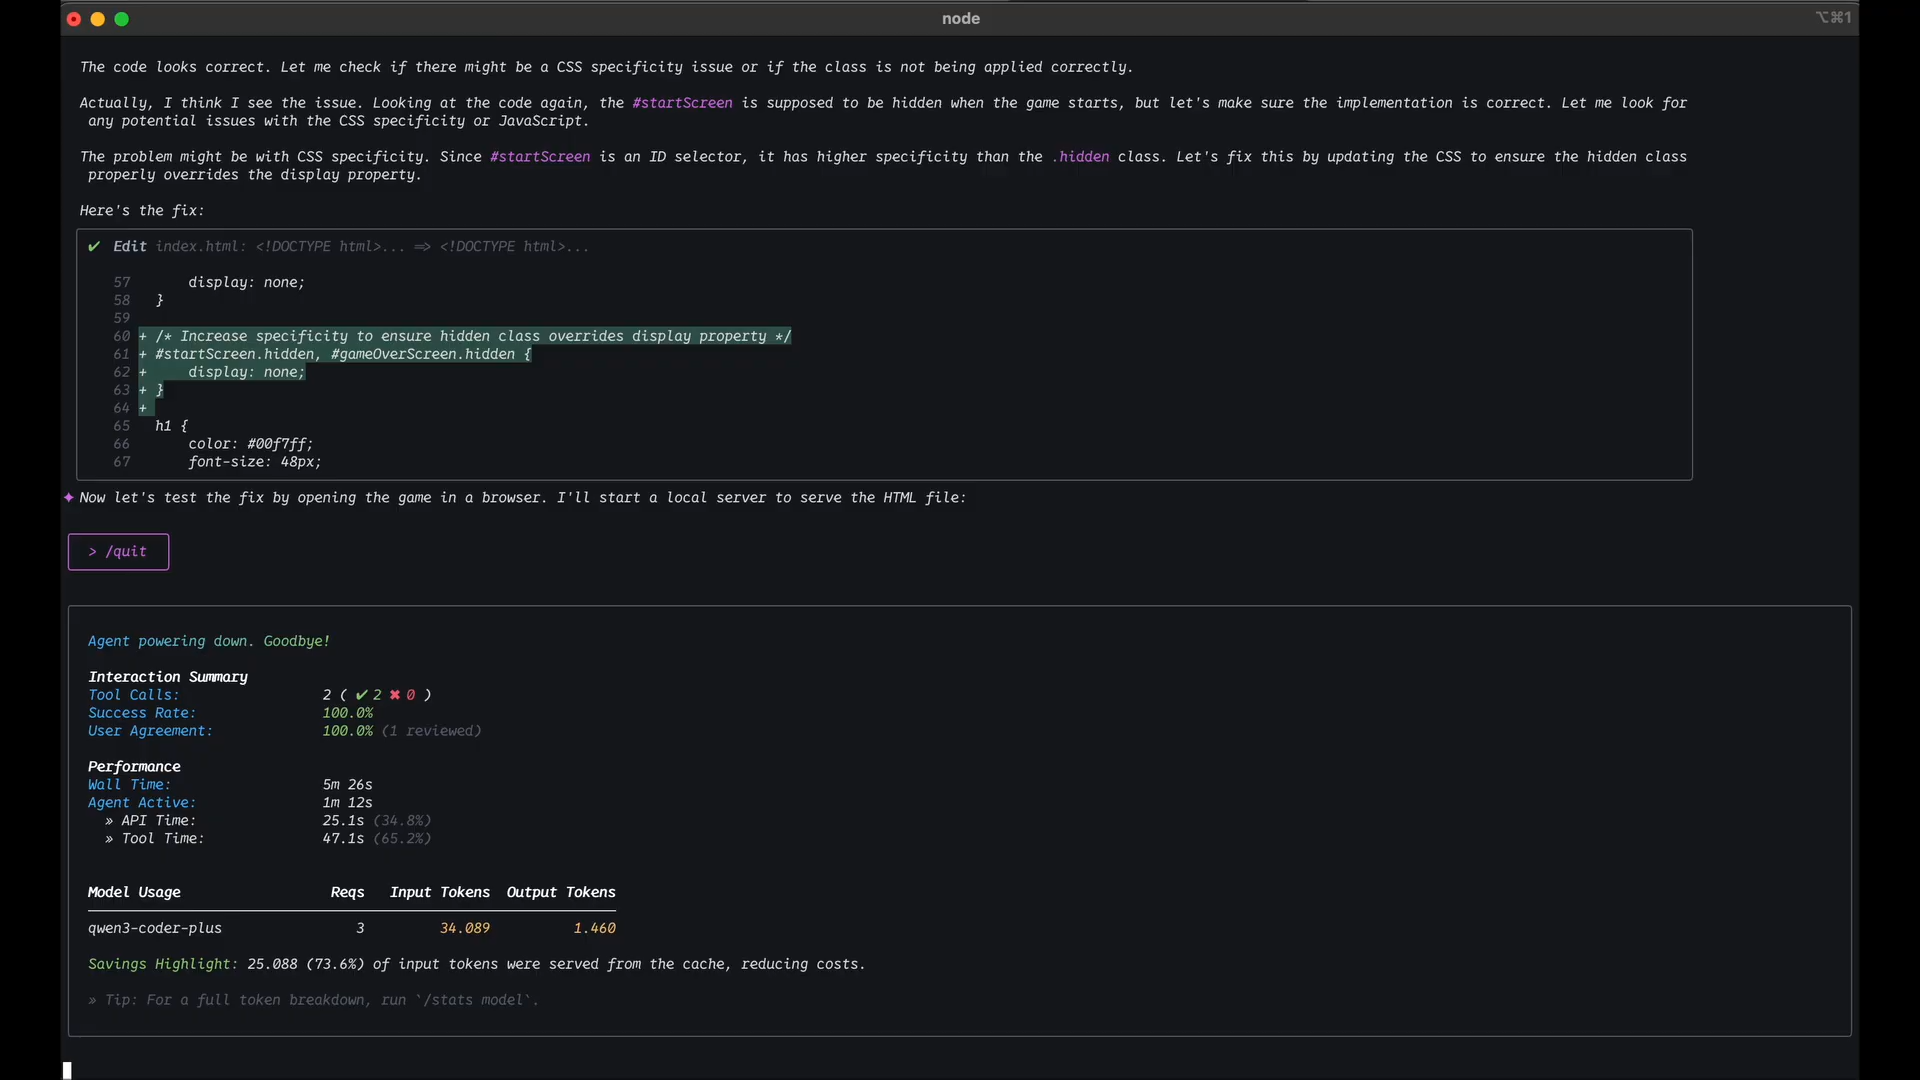 node
⌥⌘1
The code looks correct. Let me check if there might be a CSS specificity issue or if the class is not being applied correctly.
Actually, I think I see the issue. Looking at the code again, the #startScreen is supposed to be hidden when the game starts, but let's make sure the implementation is correct. Let me look for
any potential issues with the CSS specificity or JavaScript.
The problem might be with CSS specificity. Since #startScreen is an ID selector, it has higher specificity than the .hidden class. Let's fix this by updating the CSS to ensure the hidden class
properly overrides the display property.
Here's the fix:
✔ Edit index.html: <!DOCTYPE html>... => <!DOCTYPE html>...
57 display: none;
58 }
59
60 + /* Increase specificity to ensure hidden class overrides display property */
61 + #startScreen.hidden, #gameOverScreen.hidden {
62 + display: none;
63 + }
64 +
65 h1 {
66 color: #00f7ff;
67 font-size: 48px;
✦ Now let's test the fix by opening the game in a browser. I'll start a local server to serve the HTML file:
> /quit
Agent powering down. Goodbye!
Interaction Summary
Tool Calls: 2 ( ✔ 2 ✖ 0 )
Success Rate: 100.0%
User Agreement: 100.0% (1 reviewed)
Performance
Wall Time: 5m 26s
Agent Active: 1m 12s
» API Time: 25.1s (34.8%)
» Tool Time: 47.1s (65.2%)
Model Usage Reqs Input Tokens Output Tokens
qwen3-coder-plus 3 34.089 1.460
Savings Highlight: 25.088 (73.6%) of input tokens were served from the cache, reducing costs.
» Tip: For a full token breakdown, run `/stats model`.